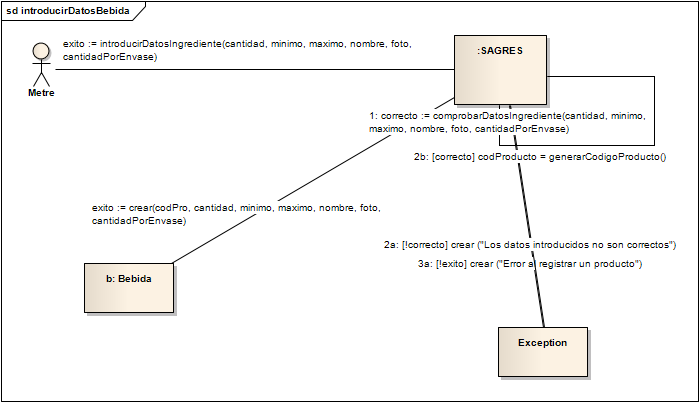 sd introducirDatosBebida
exito := introducirDatosIngrediente(cantidad, minimo, maximo, nombre, foto,
cantidadPorEnvase)
:SAGRES
Metre
1: correcto := comprobarDatosIngrediente(cantidad, minimo,
maximo, nombre, foto, cantidadPorEnvase)
2b: [correcto] codProducto = generarCodigoProducto()
exito := crear(codPro, cantidad, minimo, maximo, nombre, foto,
cantidadPorEnvase)
2a: [!correcto] crear ("Los datos introducidos no son correctos")
3a: [!exito] crear ("Error al registrar un producto")
b: Bebida
Exception